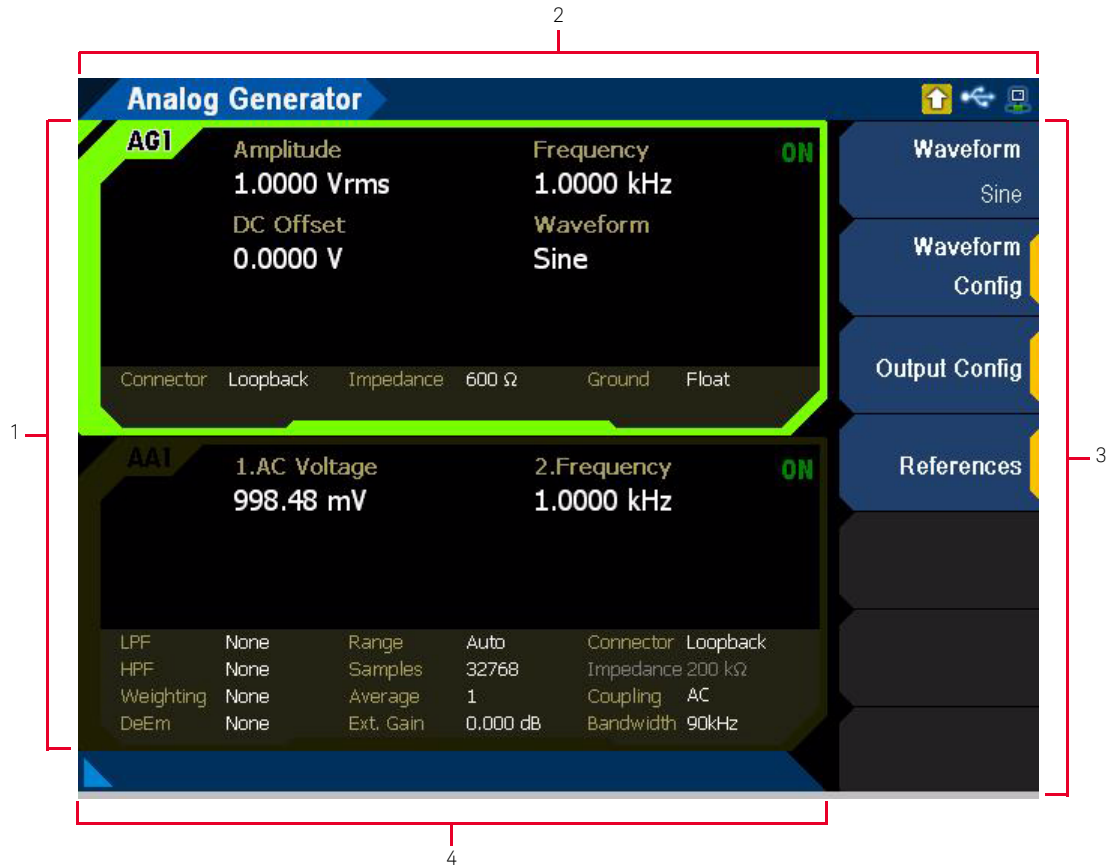 2
Analog Generator
AG1
Amplitude Frequency ON
1.0000 Vrms 1.0000 kHz
DC Offset Waveform
0.0000 V Sine
Connector Loopback Impedance 600 Ω Ground Float
AA1
1.AC Voltage 2.Frequency ON
998.48 mV 1.0000 kHz
LPF None Range Auto Connector Loopback
HPF None Samples 32768 Impedance 200 kΩ
Weighting None Average 1 Coupling AC
DeEm None Ext. Gain 0.000 dB Bandwidth 90kHz
Waveform
Sine
Waveform
Config
Output Config
References
1
3
4